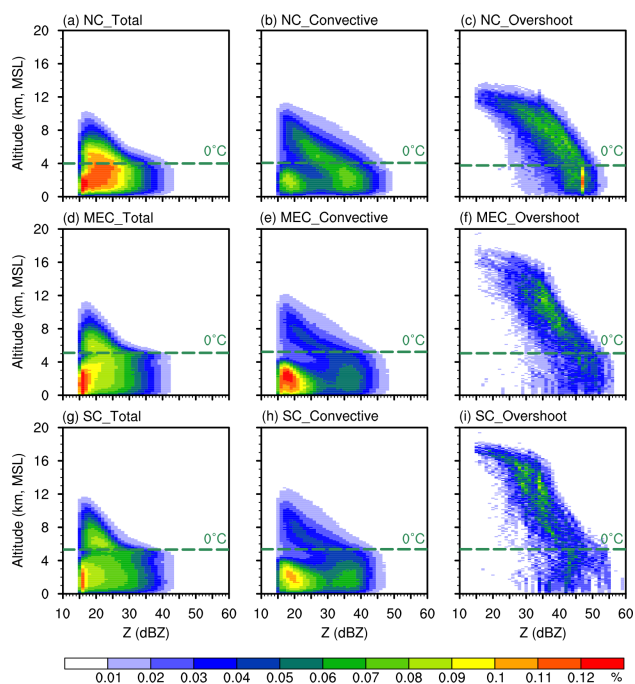 (a) NC_Total
(b) NC_Convective
(c) NC_Overshoot
Altitude (km, MSL)
20
16
12
8
4
0
0°C
0°C
0°C
(d) MEC_Total
(e) MEC_Convective
(f) MEC_Overshoot
Altitude (km, MSL)
20
16
12
8
4
0
0°C
0°C
0°C
(g) SC_Total
(h) SC_Convective
(i) SC_Overshoot
Altitude (km, MSL)
20
16
12
8
4
0
0°C
0°C
0°C
10 20 30 40 50 60
10 20 30 40 50 60
10 20 30 40 50 60
Z (dBZ)
Z (dBZ)
Z (dBZ)
0.01 0.02 0.03 0.04 0.05 0.06 0.07 0.08 0.09 0.1 0.11 0.12 %